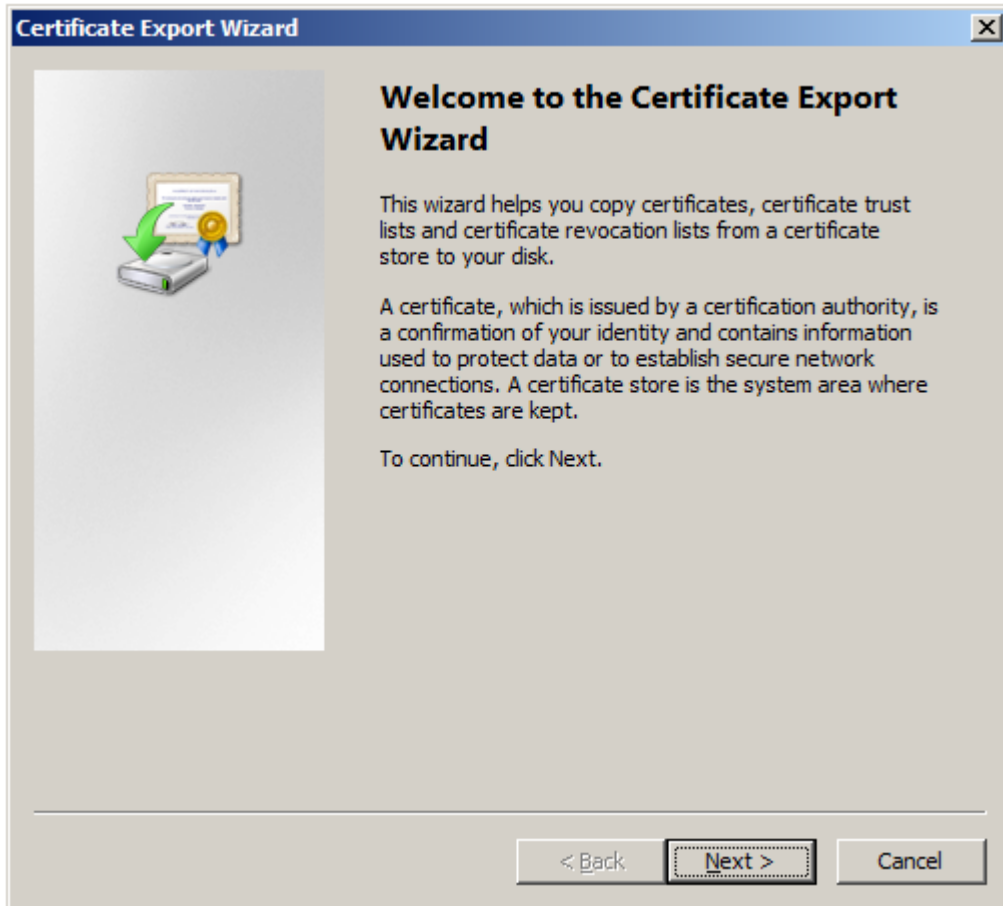 Certificate Export Wizard
Welcome to the Certificate Export
Wizard
This wizard helps you copy certificates, certificate trust
lists and certificate revocation lists from a certificate
store to your disk.
A certificate, which is issued by a certification authority, is
a confirmation of your identity and contains information
used to protect data or to establish secure network
connections. A certificate store is the system area where
certificates are kept.
To continue, click Next.
< Back
Next >
Cancel